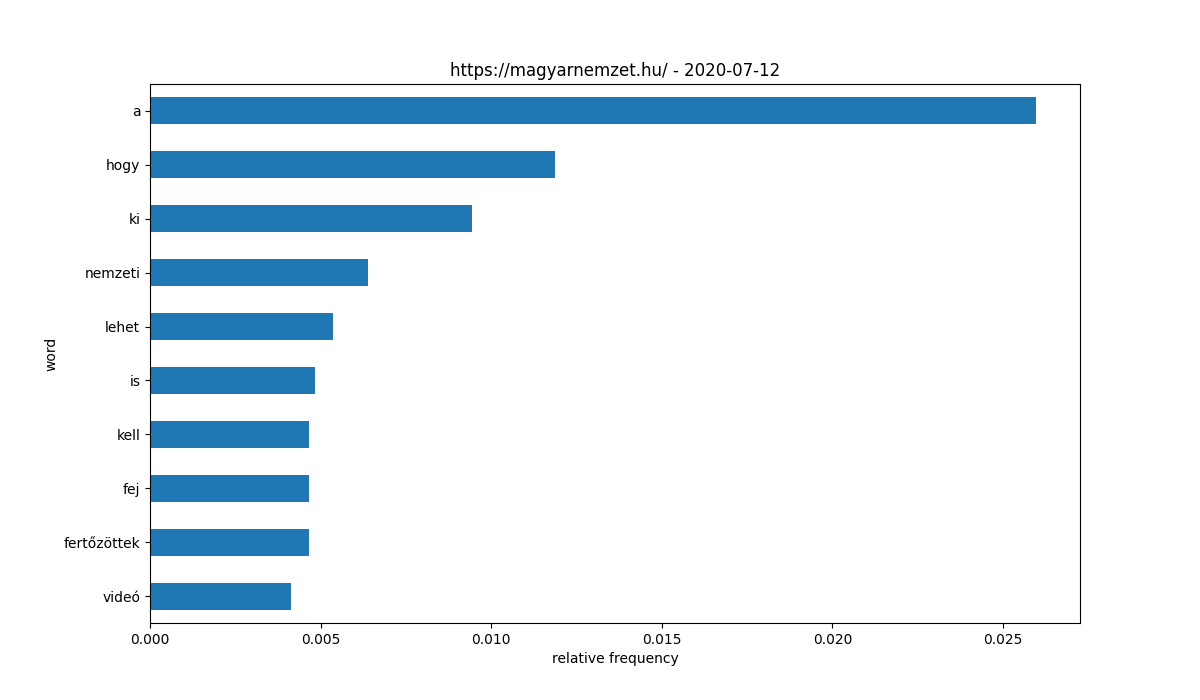 https://magyarnemzet.hu/ - 2020-07-12
a
hogy
ki
nemzeti
lehet
is
kell
fej
fertőzöttek
videó
word
0.000 0.005 0.010 0.015 0.020 0.025
relative frequency